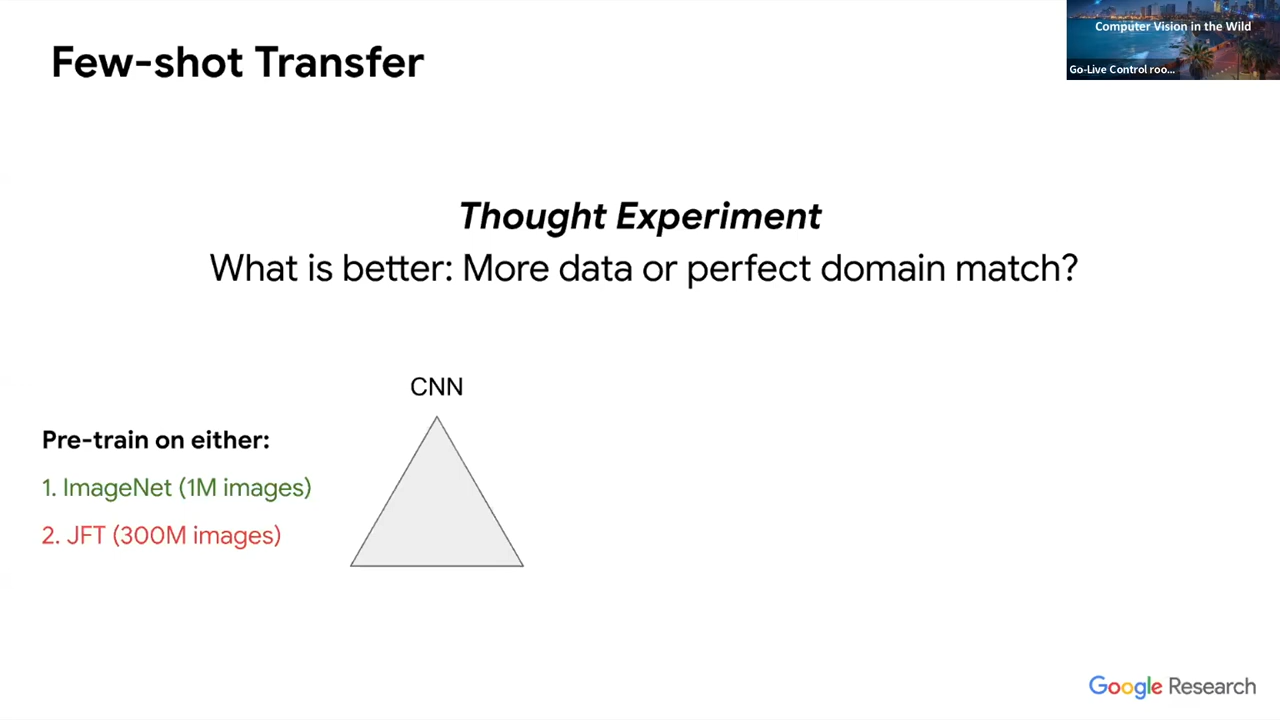 Few-shot Transfer
Computer Vision in the Wild
Go-Live Control roo...
Thought Experiment
What is better: More data or perfect domain match?
CNN
Pre-train on either:
1. ImageNet (1M images)
2. JFT (300M images)
Google Research